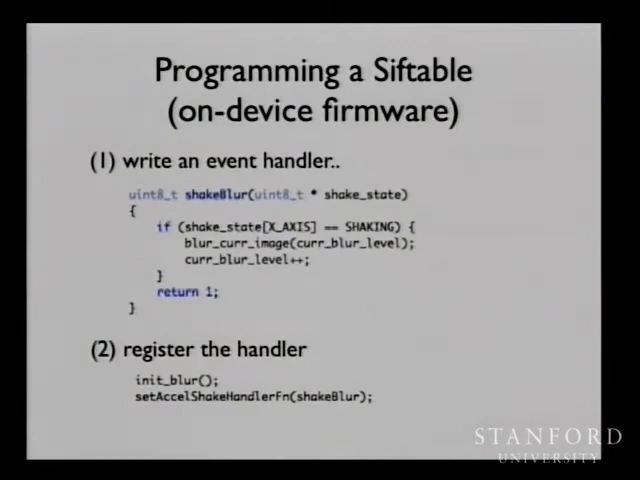 Programming a Siftable
(on-device firmware)
(1) write an event handler..
uint8_t shakeBlur(uint8_t * shake_state)
{
if (shake_state[X_AXIS] == SHAKING) {
blur_curr_image(curr_blur_level);
curr_blur_level++;
}
return 1;
}
(2) register the handler
init_blur();
setAccelShakeHandlerFn(shakeBlur);
STANFORD
UNIVERSITY